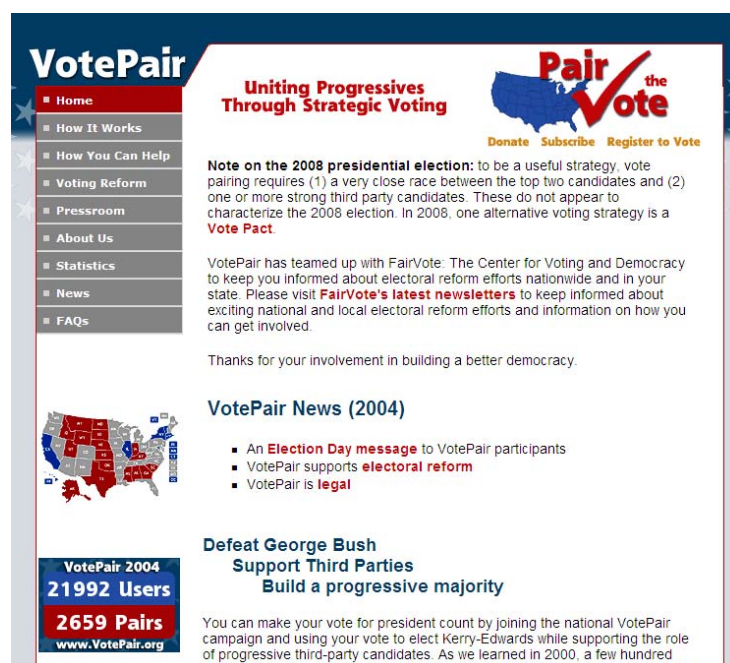 VotePair
Home
How It Works
How You Can Help
Voting Reform
Pressroom
About Us
Statistics
News
FAQs
VotePair 2004
21992 Users
2659 Pairs
www.VotePair.org
Uniting Progressives
Through Strategic Voting
Pair
the
Vote
Donate Subscribe Register to Vote
Note on the 2008 presidential election: to be a useful strategy, vote
pairing requires (1) a very close race between the top two candidates and (2)
one or more strong third party candidates. These do not appear to
characterize the 2008 election. In 2008, one alternative voting strategy is a
Vote Pact.
VotePair has teamed up with FairVote: The Center for Voting and Democracy
to keep you informed about electoral reform efforts nationwide and in your
state. Please visit FairVote's latest newsletters to keep informed about
exciting national and local electoral reform efforts and information on how you
can get involved.
Thanks for your involvement in building a better democracy.
VotePair News (2004)
An Election Day message to VotePair participants
VotePair supports electoral reform
VotePair is legal
Defeat George Bush
Support Third Parties
Build a progressive majority
You can make your vote for president count by joining the national VotePair
campaign and using your vote to elect Kerry-Edwards while supporting the role
of progressive third-party candidates. As we learned in 2000, a few hundred